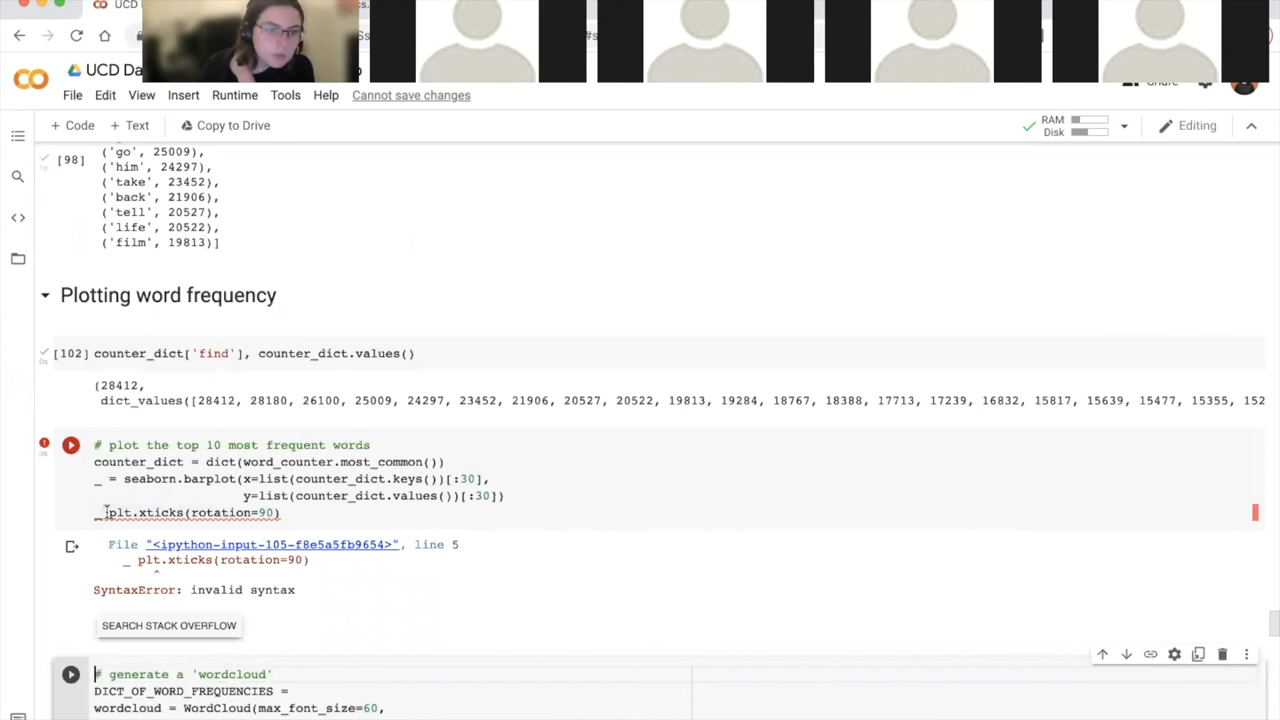 UCD Da
File Edit View Insert Runtime Tools Help Cannot save changes
+ Code + Text Copy to Drive RAM Disk Editing
('go', 25009),
[98] ('him', 24297),
('take', 23452),
('back', 21906),
('tell', 20527),
('life', 20522),
('film', 19813)]
Plotting word frequency
[102] counter_dict['find'], counter_dict.values()
(28412,
dict_values([28412, 28180, 26100, 25009, 24297, 23452, 21906, 20527, 20522, 19813, 19284, 18767, 18388, 17713, 17239, 16832, 15817, 15639, 15477, 15355, 152
# plot the top 10 most frequent words
counter_dict = dict(word_counter.most_common())
_ = seaborn.barplot(x=list(counter_dict.keys())[:30],
y=list(counter_dict.values())[:30])
_ plt.xticks(rotation=90)
File "<ipython-input-105-f8e5a5fb9654>", line 5
_ plt.xticks(rotation=90)
^
SyntaxError: invalid syntax
SEARCH STACK OVERFLOW
# generate a 'wordcloud'
DICT_OF_WORD_FREQUENCIES =
wordcloud = WordCloud(max_font_size=60,